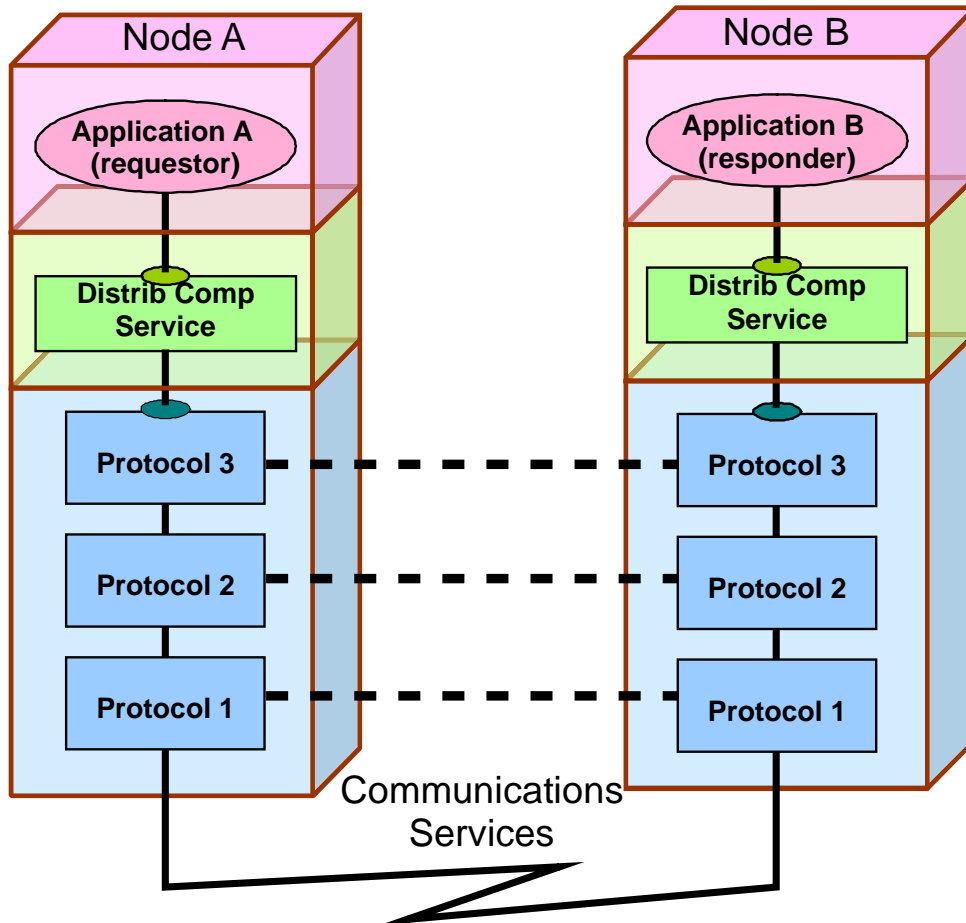 Node A
Application A
(requestor)
Distrib Comp
Service
Protocol 3
Protocol 2
Protocol 1
Node B
Application B
(responder)
Distrib Comp
Service
Protocol 3
Protocol 2
Protocol 1
Communications
Services